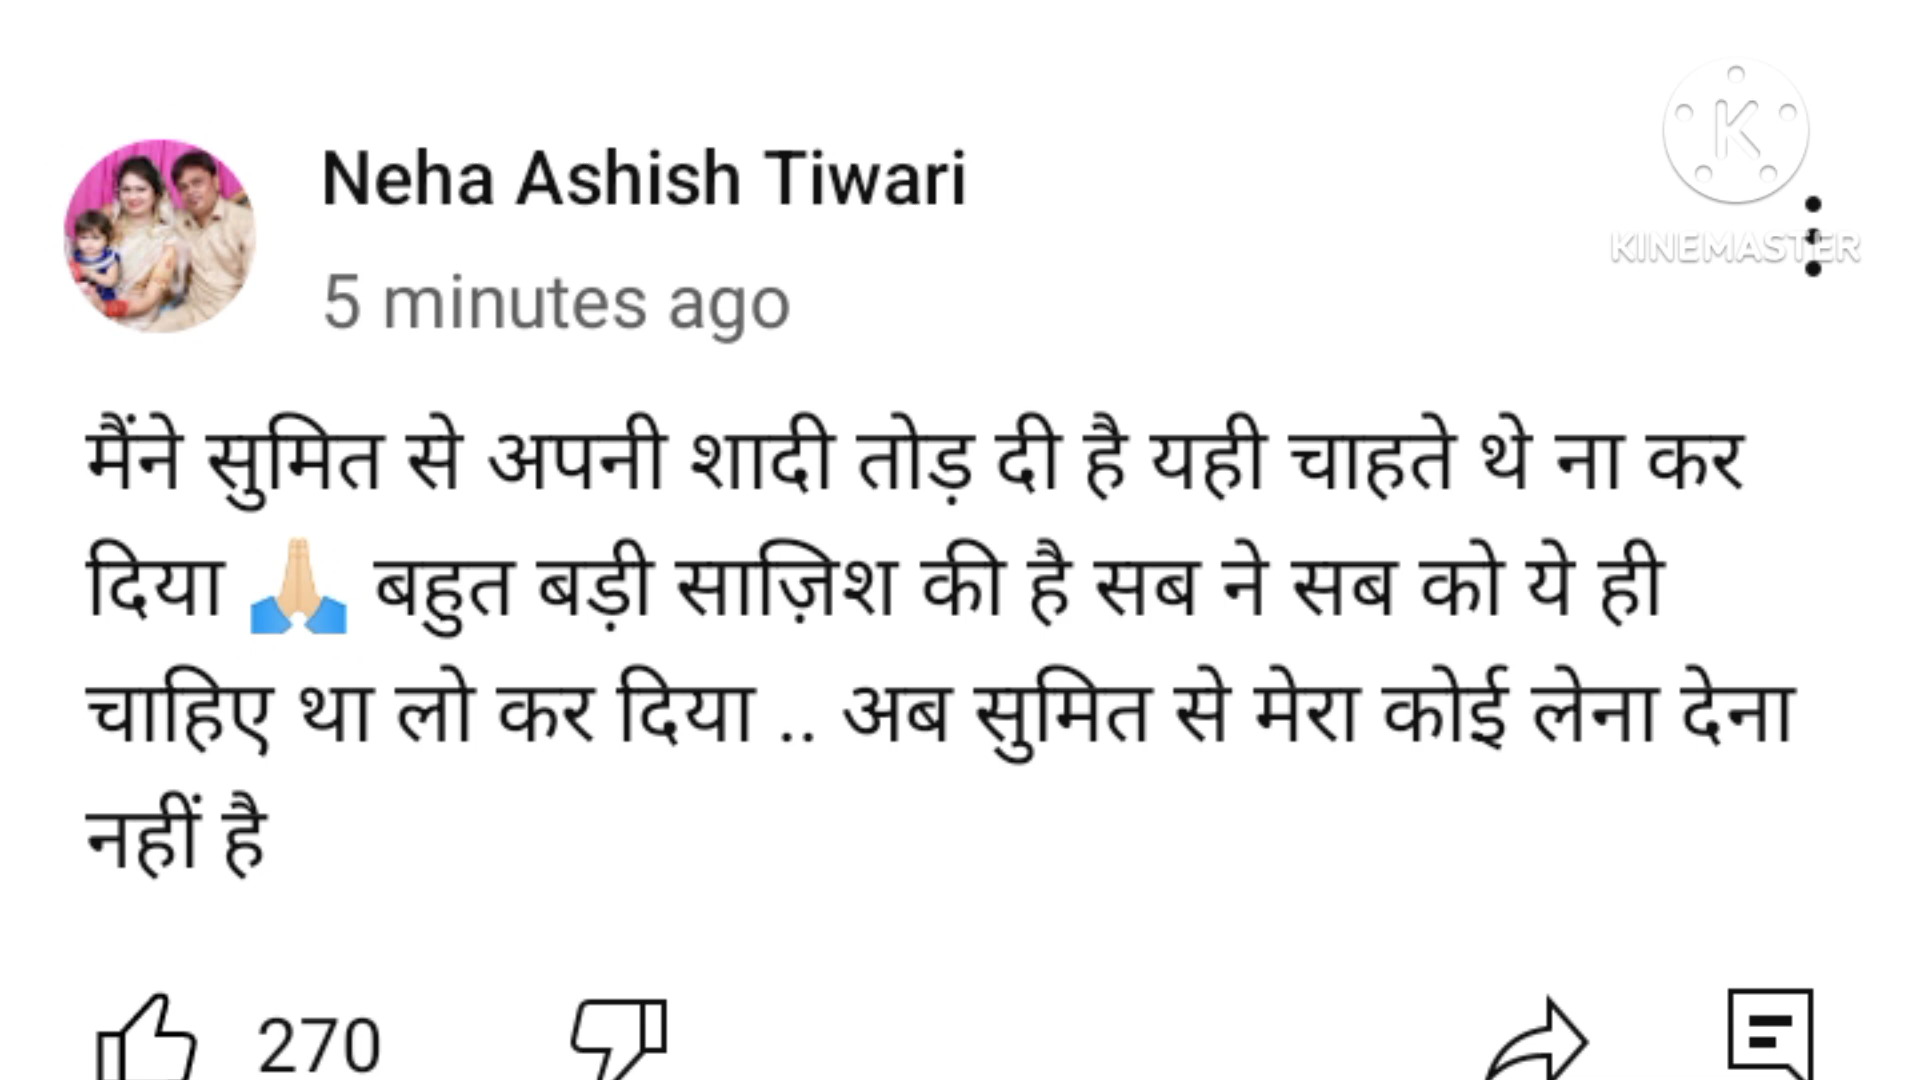 Neha Ashish Tiwari
5 minutes ago
K
KINEMASTER
मैंने सुमित से अपनी शादी तोड़ दी है यही चाहते थे ना कर
दिया 🙏🏼 बहुत बड़ी साज़िश की है सब ने सब को ये ही
चाहिए था लो कर दिया .. अब सुमित से मेरा कोई लेना देना
नहीं है
270